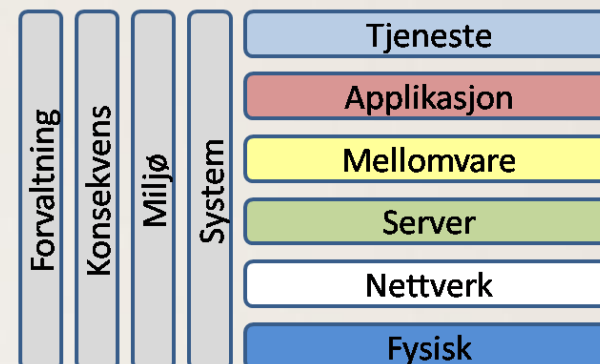 Forvaltning
Konsekvens
Miljø
System
Tjeneste
Applikasjon
Mellomvare
Server
Nettverk
Fysisk